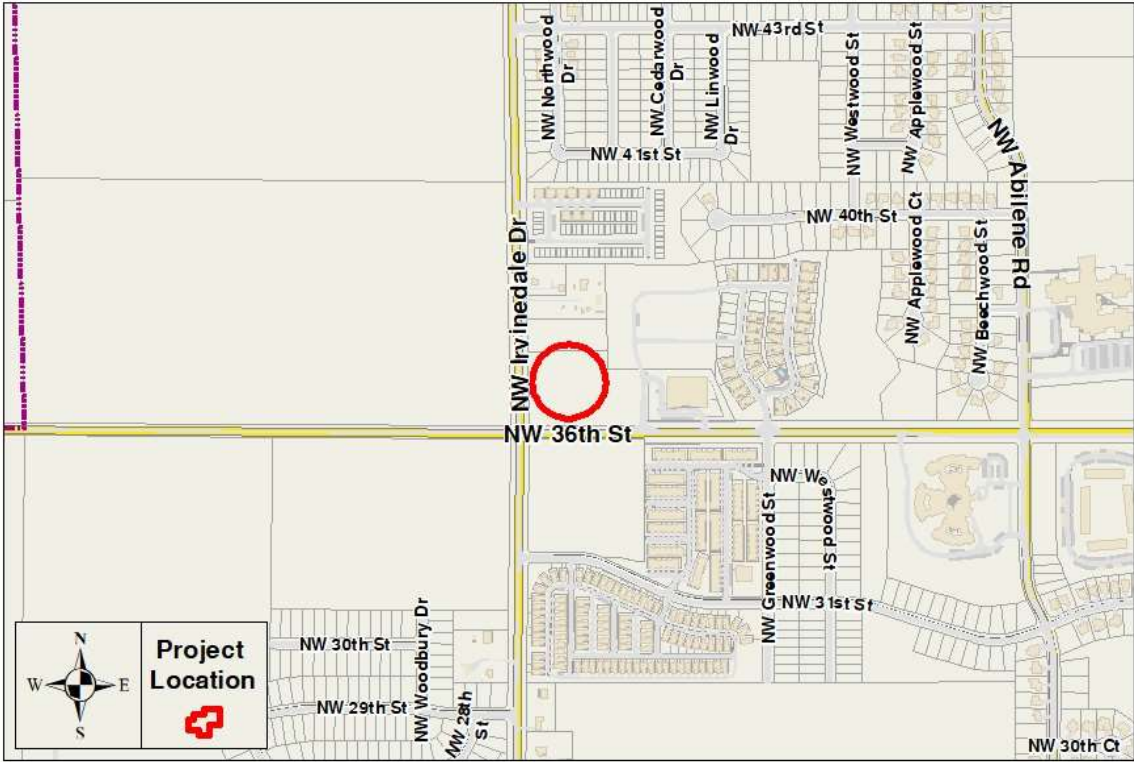 NW 43rd St
NW Northwood
Dr
NW Cedarwood
Dr
NW Linwood
Dr
NW Westwood St
NW Applewood St
NW 41st St
NW Abilene Rd
NW 40th St
NW Applewood Ct
NW Beechwood St
NW Irvinedale Dr
NW 36th St
NW Westwood St
NW Greenwood St
NW 31st St
NW 30th St
NW Woodbury Dr
NW 29th St
NW 28th
St
NW 30th Ct
N
W E
S
Project
Location